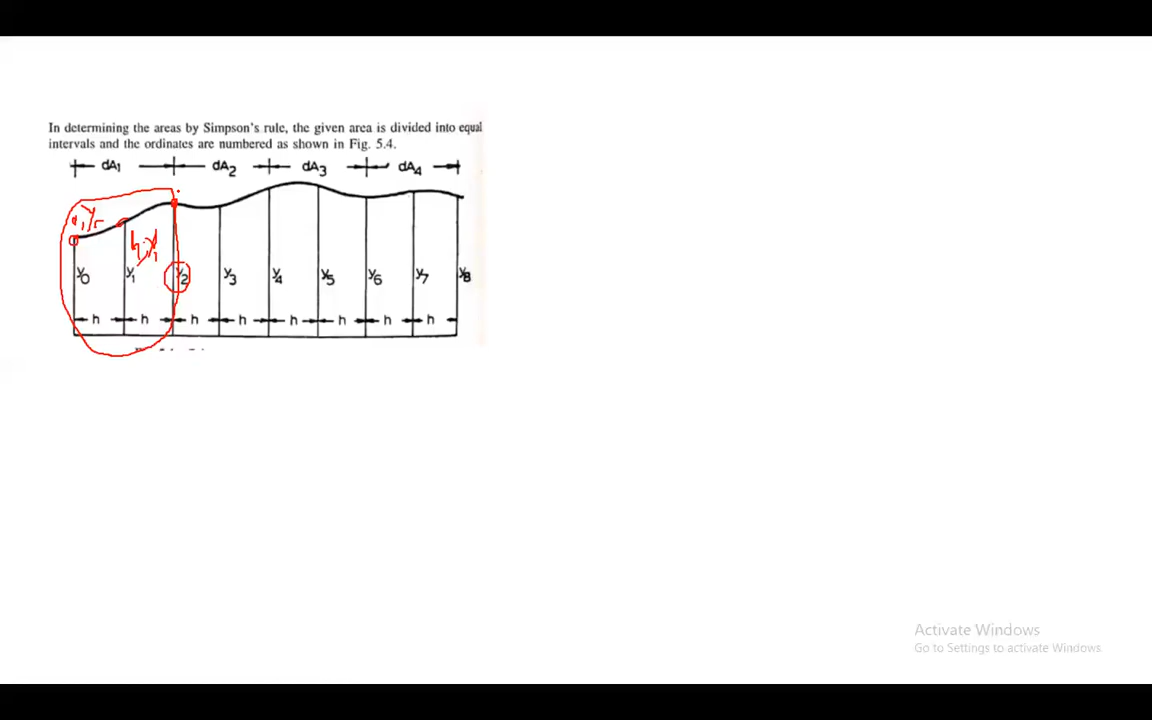 In determining the areas by Simpson's rule, the given area is divided into equal
intervals and the ordinates are numbered as shown in Fig. 5.4.
dA1 dA2 dA3 dA4
y0 y1 y2 y3 y4 y5 y6 y7 y8
h h h h h h h h
Activate Windows
Go to Settings to activate Windows.